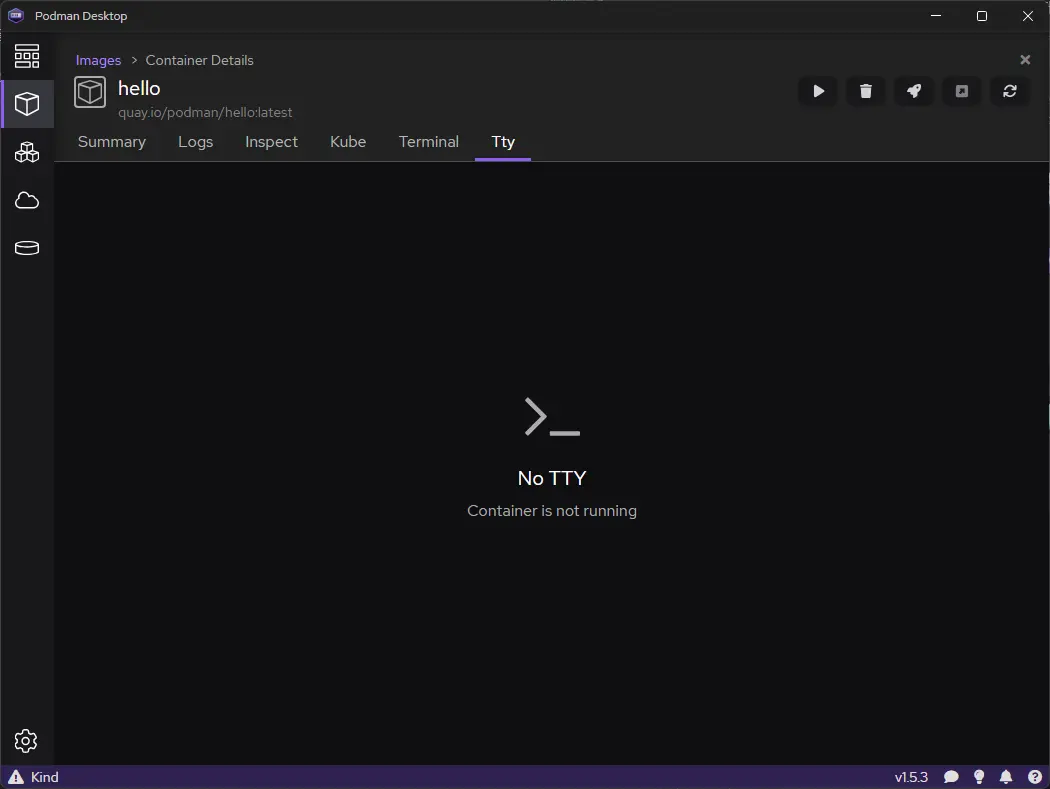 Podman Desktop
Images > Container Details
hello
quay.io/podman/hello:latest
Summary Logs Inspect Kube Terminal Tty
No TTY
Container is not running
Kind v1.5.3